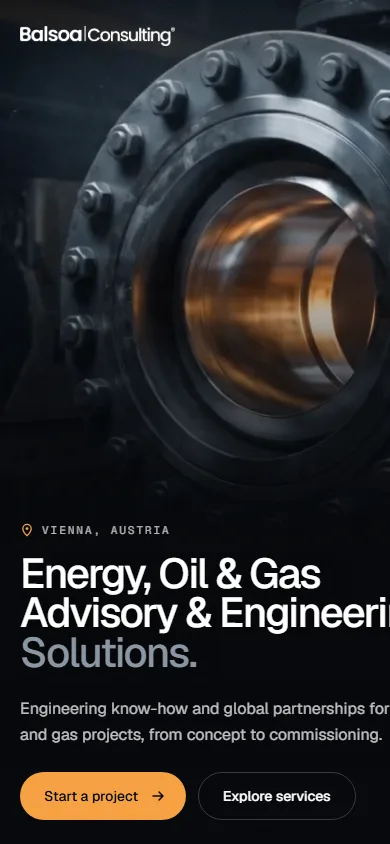 Balsoa|Consulting®
VIENNA, AUSTRIA
Energy, Oil & Gas
Advisory & Engineeri
Solutions.
Engineering know-how and global partnerships for
and gas projects, from concept to commissioning.
Start a project →
Explore services